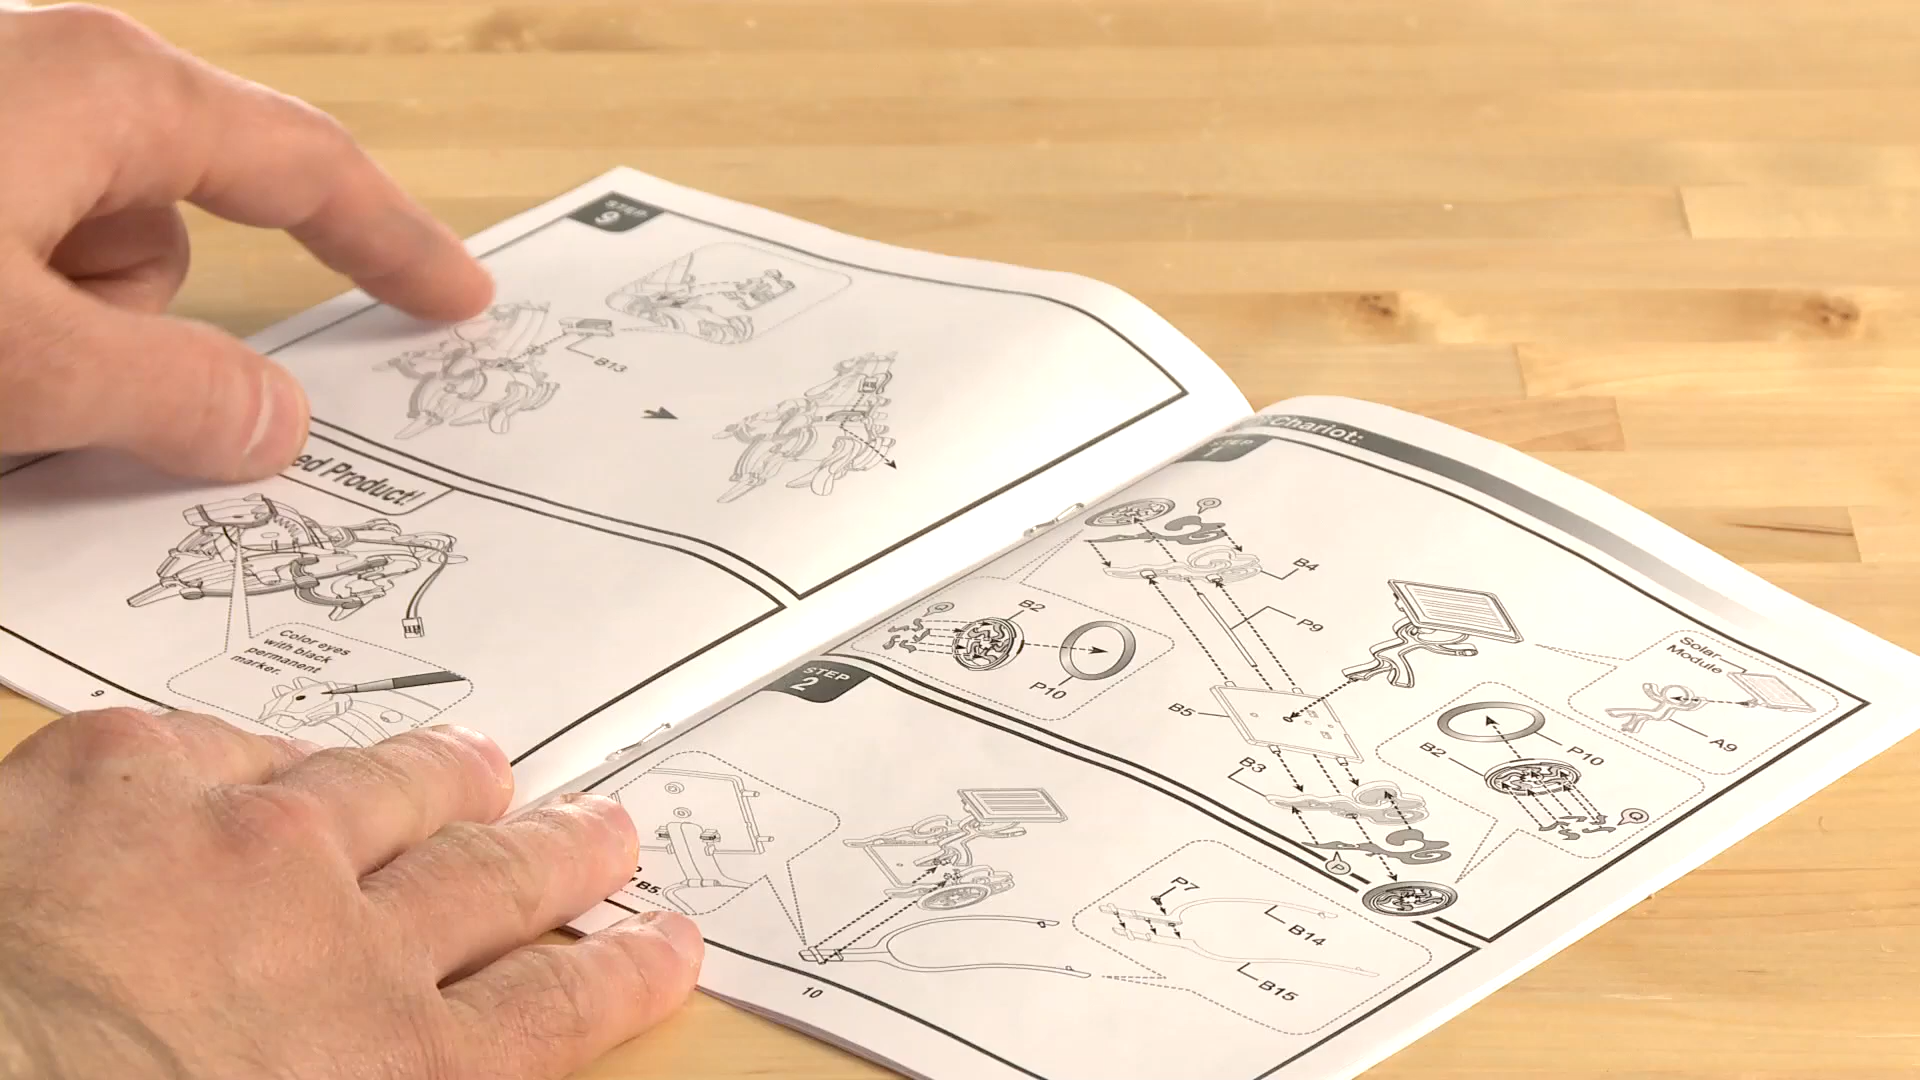 STEP
9
B13
ed Product!
Color eyes
with black
permanent
marker.
9
Chariot:
STEP
1
Q
B4
P9
B2
P10
B5
B3
Solar
Module
A9
P10
B2
Q
P
STEP
2
B5.
P7
B14
B15
10